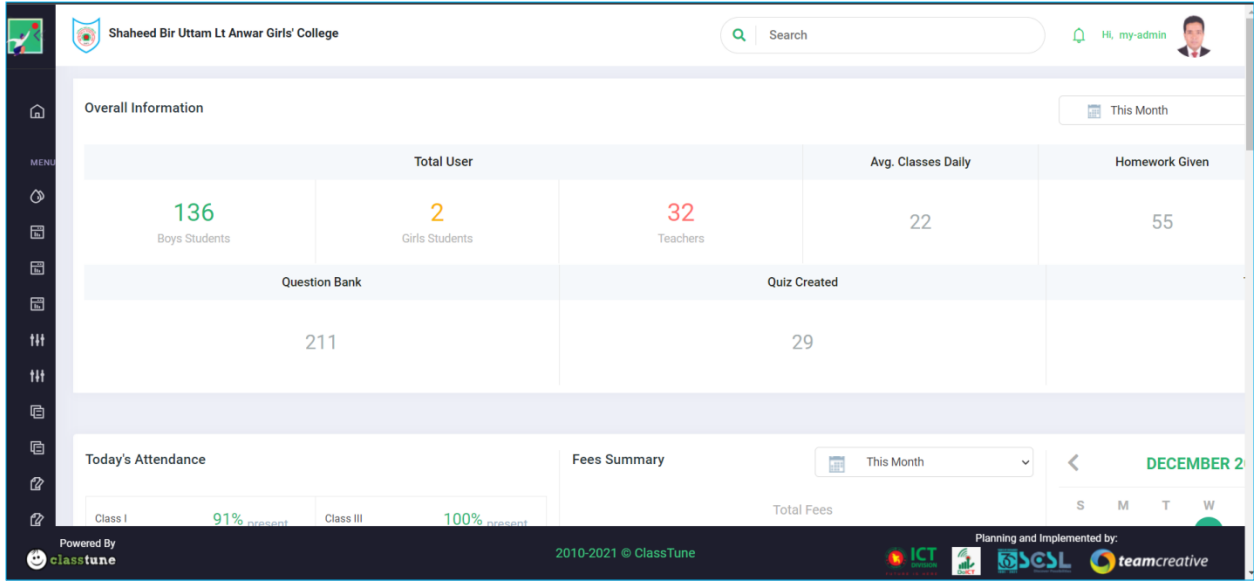 Shaheed Bir Uttam Lt Anwar Girls' College
Search
Hi, my-admin
Overall Information
This Month
MENU
Total User
Avg. Classes Daily
Homework Given
136
Boys Students
2
Girls Students
32
Teachers
22
55
Question Bank
Quiz Created
211
29
Today's Attendance
Fees Summary
This Month
DECEMBER 2
Total Fees
S M T W
Class I 91% present
Class III 100% present
Powered By
classtune
2010-2021 © ClassTune
Planning and Implemented by:
ICT
DIVISION
SCSL
teamcreative